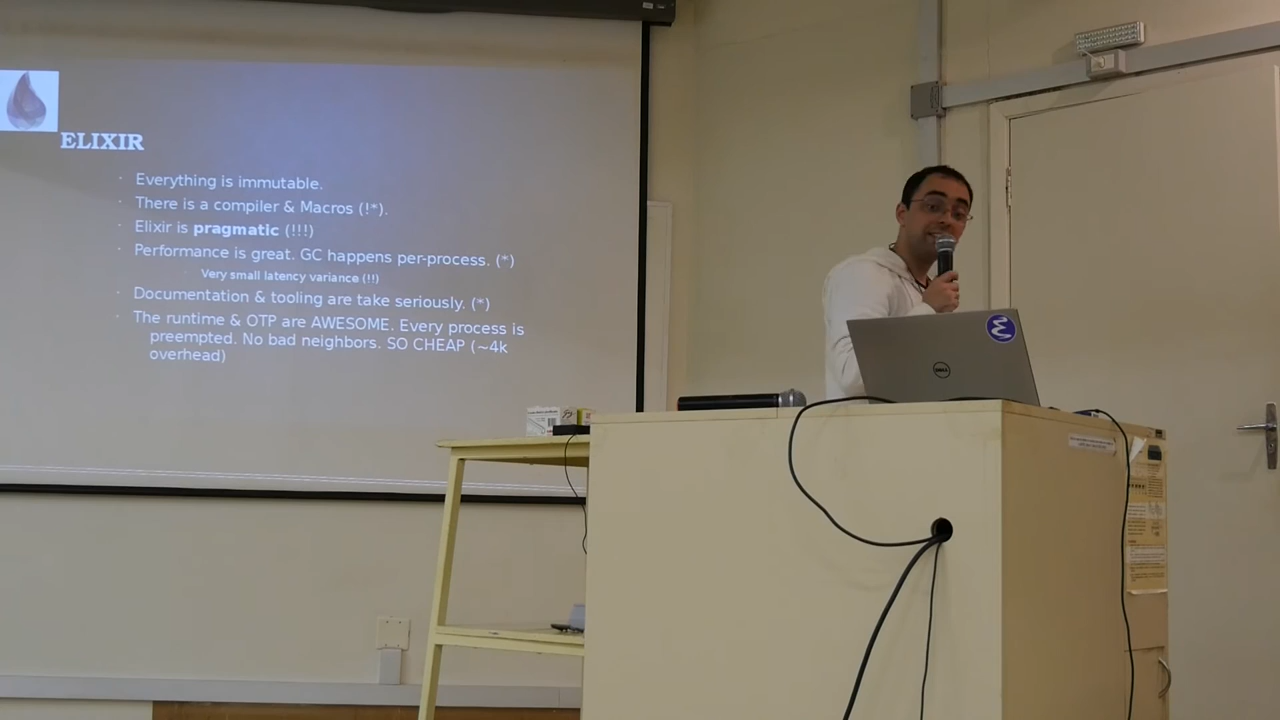 ELIXIR
Everything is immutable.
There is a compiler & Macros (!*).
Elixir is pragmatic (!!!)
Performance is great. GC happens per-process. (*)
Very small latency variance (!!)
Documentation & tooling are take seriously. (*)
The runtime & OTP are AWESOME. Every process is
preempted. No bad neighbors. SO CHEAP (~4k
overhead)
DELL